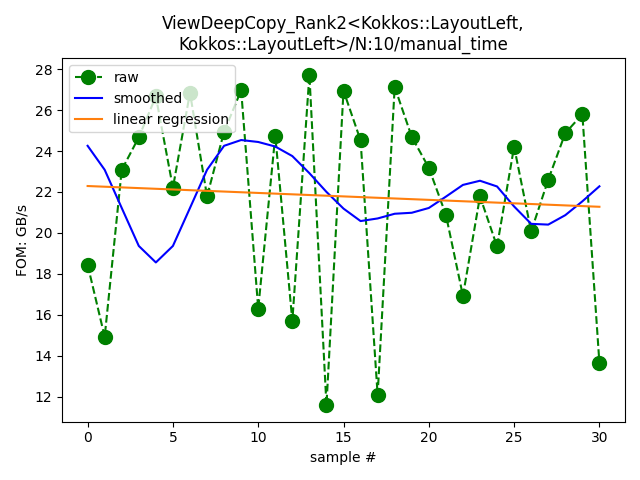 ViewDeepCopy_Rank2<Kokkos::LayoutLeft,
Kokkos::LayoutLeft>/N:10/manual_time
raw
smoothed
linear regression
FOM: GB/s
28
26
24
22
20
18
16
14
12
0 5 10 15 20 25 30
sample #